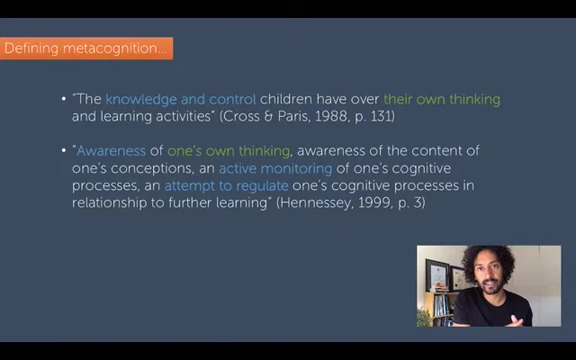 Defining metacognition...
• "The knowledge and control children have over their own thinking
and learning activities" (Cross & Paris, 1988, p. 131)
• "Awareness of one's own thinking, awareness of the content of
one's conceptions, an active monitoring of one's cognitive
processes, an attempt to regulate one's cognitive processes in
relationship to further learning" (Hennessey, 1999, p. 3)